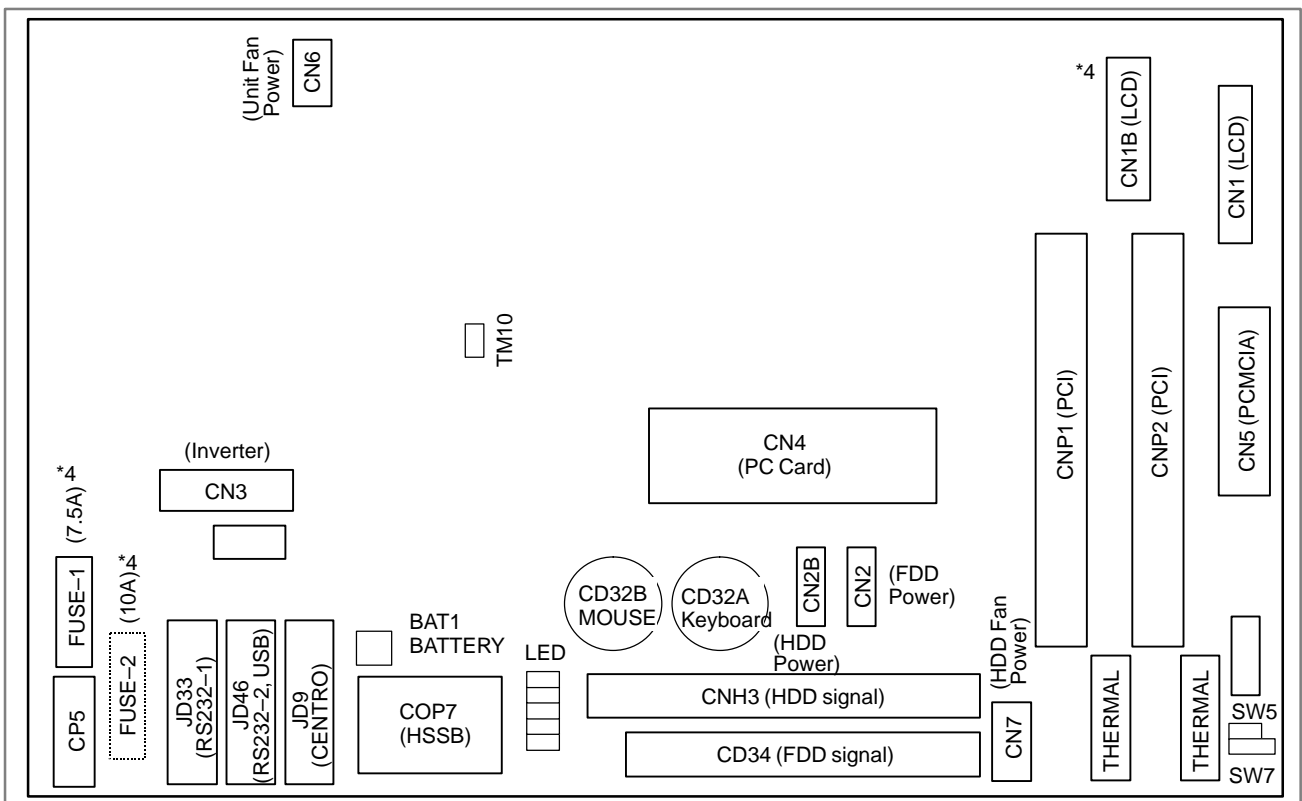 (Unit Fan
Power)
CN6
*4
CN1B (LCD)
CN1 (LCD)
TM10
CNP1 (PCI)
CNP2 (PCI)
CN5 (PCMCIA)
CN4
(PC Card)
(Inverter)
CN3
*4
(7.5A)
FUSE–1
*4
(10A)
FUSE–2
CP5
JD33
(RS232–1)
JD46
(RS232–2, USB)
JD9
(CENTRO)
BAT1
BATTERY
COP7
(HSSB)
LED
CD32B
MOUSE
CD32A
Keyboard
CN2B
(HDD
Power)
CN2
(FDD
Power)
(HDD Fan
Power)
CNH3 (HDD signal)
CD34 (FDD signal)
CN7
THERMAL
THERMAL
SW5
SW7